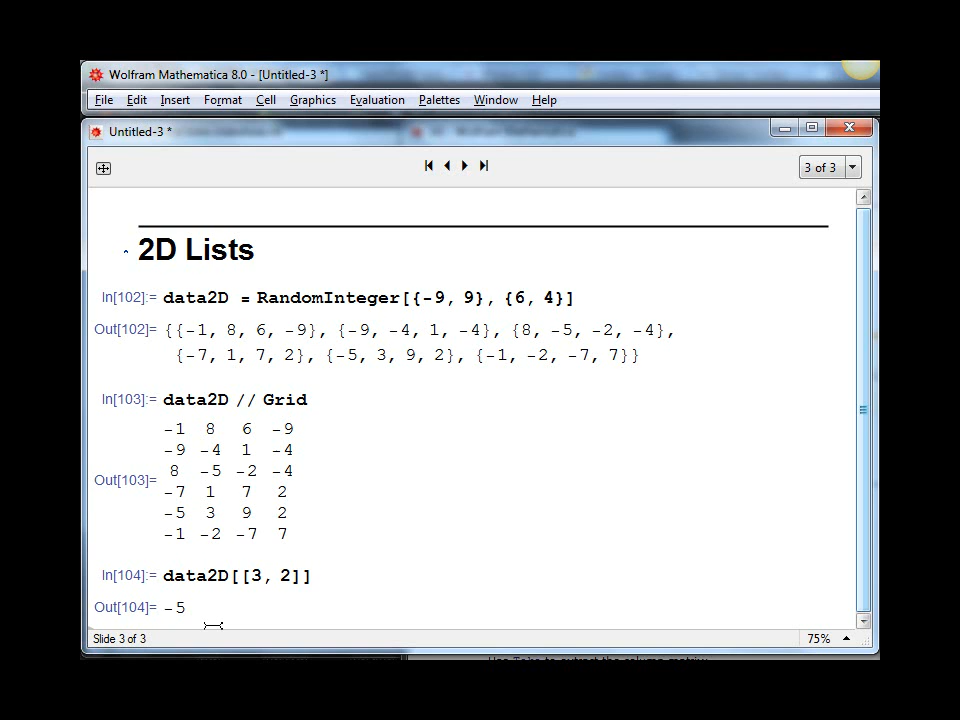 Wolfram Mathematica 8.0 - [Untitled-3 *]
File Edit Insert Format Cell Graphics Evaluation Palettes Window Help
Untitled-3 *
3 of 3
2D Lists
In[102]:= data2D = RandomInteger[{-9, 9}, {6, 4}]
Out[102]= {{-1, 8, 6, -9}, {-9, -4, 1, -4}, {8, -5, -2, -4},
{-7, 1, 7, 2}, {-5, 3, 9, 2}, {-1, -2, -7, 7}}
In[103]:= data2D // Grid
-1 8 6 -9
-9 -4 1 -4
8 -5 -2 -4
Out[103]=
-7 1 7 2
-5 3 9 2
-1 -2 -7 7
In[104]:= data2D[[3, 2]]
Out[104]= -5
Slide 3 of 3 75%